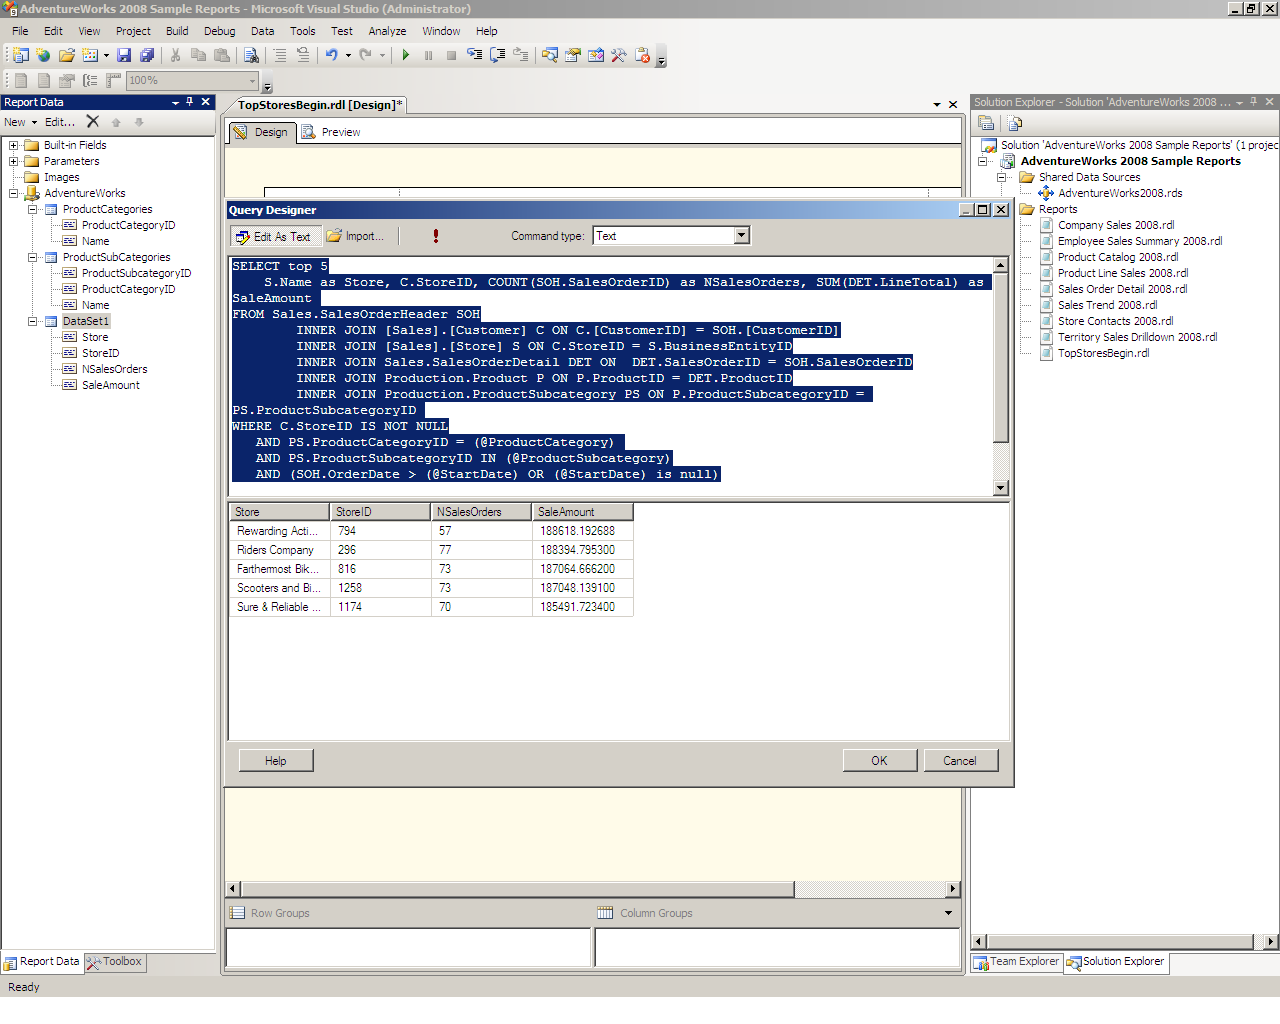 AdventureWorks 2008 Sample Reports - Microsoft Visual Studio (Administrator)
File Edit View Project Build Debug Data Tools Test Analyze Window Help
100%
Report Data
New Edit...
Built-in Fields
Parameters
Images
AdventureWorks
ProductCategories
ProductCategoryID
Name
ProductSubCategories
ProductSubcategoryID
ProductCategoryID
Name
DataSet1
Store
StoreID
NSalesOrders
SaleAmount
Report Data Toolbox
TopStoresBegin.rdl [Design]*
Design Preview
Query Designer
Edit As Text Import... Command type: Text
SELECT top 5
S.Name as Store, C.StoreID, COUNT(SOH.SalesOrderID) as NSalesOrders, SUM(DET.LineTotal) as
SaleAmount
FROM Sales.SalesOrderHeader SOH
INNER JOIN [Sales].[Customer] C ON C.[CustomerID] = SOH.[CustomerID]
INNER JOIN [Sales].[Store] S ON C.StoreID = S.BusinessEntityID
INNER JOIN Sales.SalesOrderDetail DET ON  DET.SalesOrderID = SOH.SalesOrderID
INNER JOIN Production.Product P ON P.ProductID = DET.ProductID
INNER JOIN Production.ProductSubcategory PS ON P.ProductSubcategoryID =
PS.ProductSubcategoryID
WHERE C.StoreID IS NOT NULL
AND PS.ProductCategoryID = (@ProductCategory)
AND PS.ProductSubcategoryID IN (@ProductSubcategory)
AND (SOH.OrderDate > (@StartDate) OR (@StartDate) is null)
Store StoreID NSalesOrders SaleAmount
Rewarding Acti... 794 57 188618.192688
Riders Company 296 77 188394.795300
Farthermost Bik... 816 73 187064.666200
Scooters and Bi... 1258 73 187048.139100
Sure & Reliable ... 1174 70 185491.723400
Help OK Cancel
Row Groups Column Groups
Solution Explorer - Solution 'AdventureWorks 2008 ...
Solution 'AdventureWorks 2008 Sample Reports' (1 projec
AdventureWorks 2008 Sample Reports
Shared Data Sources
AdventureWorks2008.rds
Reports
Company Sales 2008.rdl
Employee Sales Summary 2008.rdl
Product Catalog 2008.rdl
Product Line Sales 2008.rdl
Sales Order Detail 2008.rdl
Sales Trend 2008.rdl
Store Contacts 2008.rdl
Territory Sales Drilldown 2008.rdl
TopStoresBegin.rdl
Team Explorer Solution Explorer
Ready